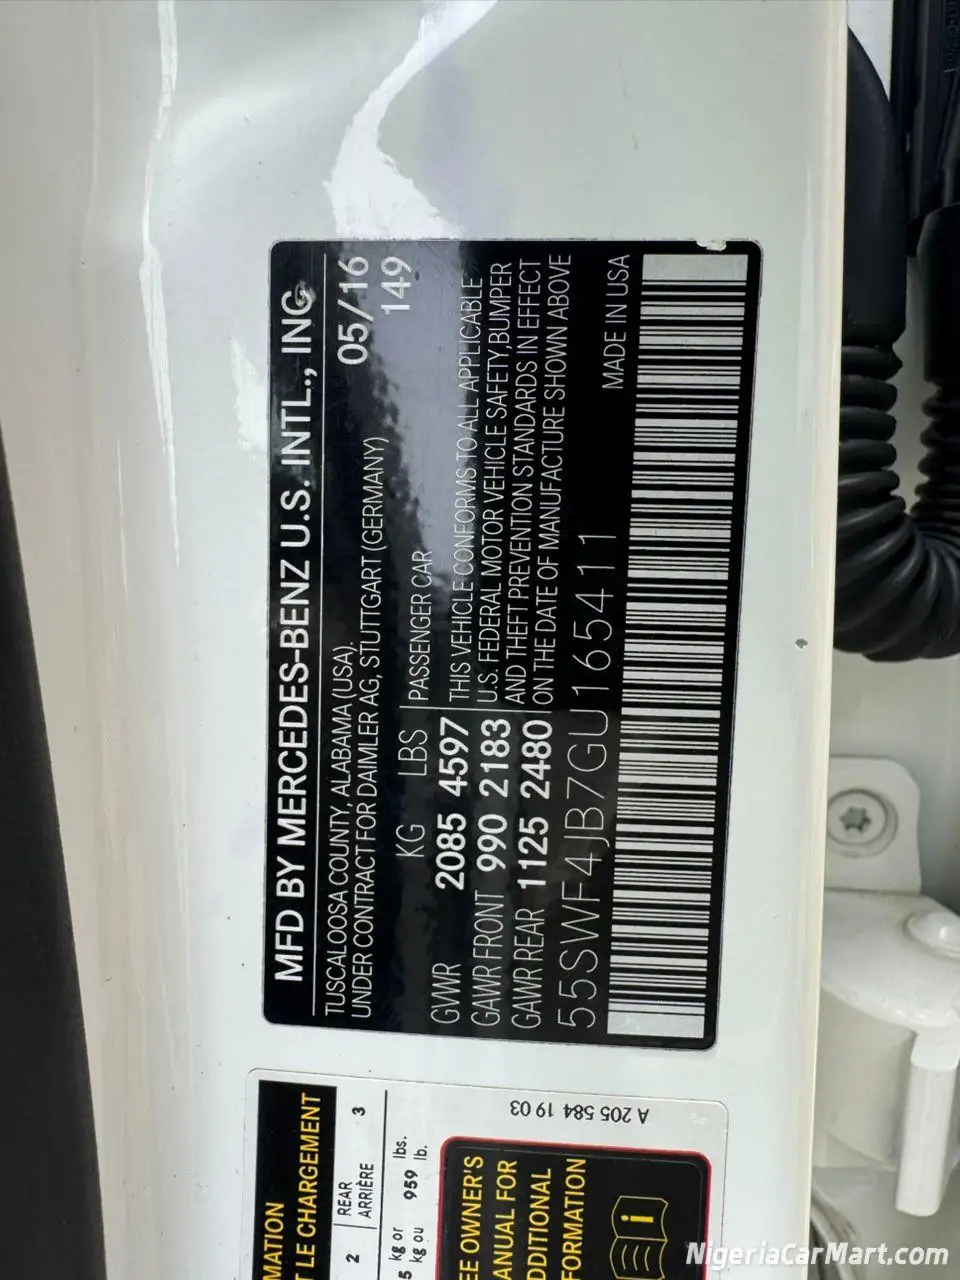 MFD BY MERCEDES-BENZ U.S. INTL., INC.
TUSCALOOSA COUNTY, ALABAMA (USA).
05/16
UNDER CONTRACT FOR DAIMLER AG, STUTTGART (GERMANY)
149
KG LBS
PASSENGER CAR
GVWR 2085 4597
GAWR FRONT 990 2183
GAWR REAR 1125 2480
THIS VEHICLE CONFORMS TO ALL APPLICABLE
U.S. FEDERAL MOTOR VEHICLE SAFETY,BUMPER
AND THEFT PREVENTION STANDARDS IN EFFECT
ON THE DATE OF MANUFACTURE SHOWN ABOVE
55SWF4JB7GU165411
MADE IN USA
LE CHARGEMENT
2 REAR
ARRIÈRE 3
kg or 959 lbs.
kg ou lb.
OWNER'S
FOR
A 205 584 19 03
NigeriaCarMart.com